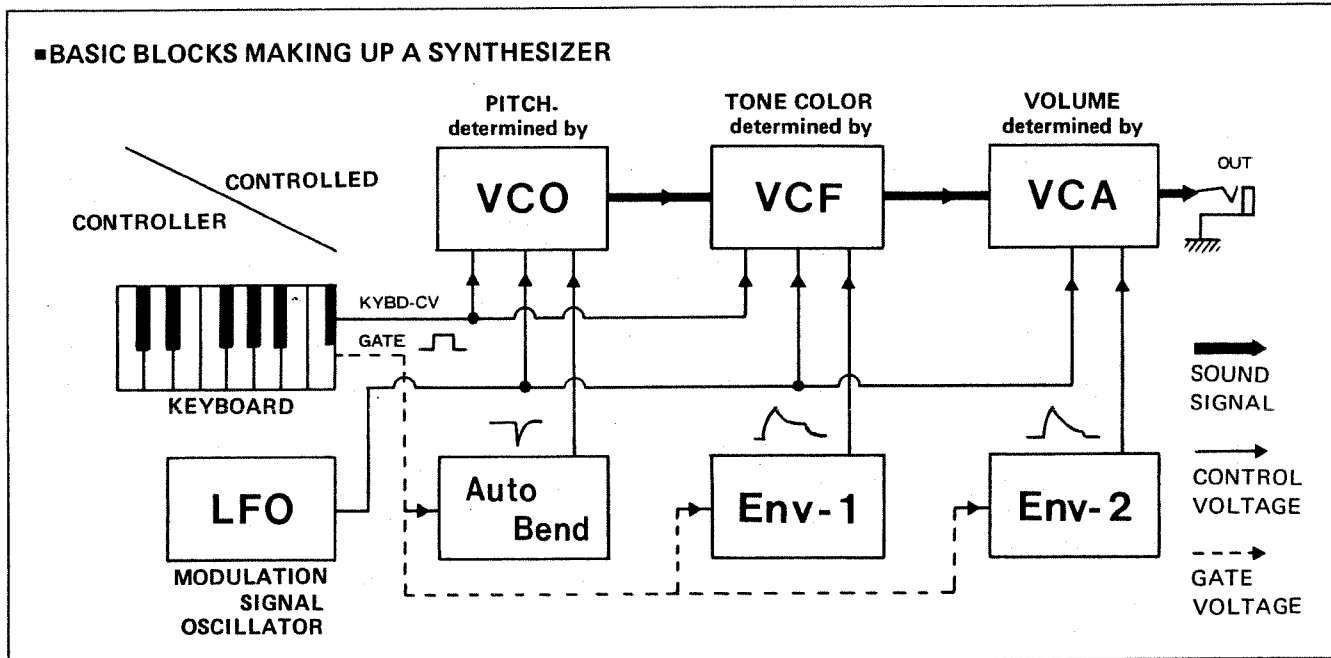 ■BASIC BLOCKS MAKING UP A SYNTHESIZER
PITCH.
determined by
TONE COLOR
determined by
VOLUME
determined by
CONTROLLED
CONTROLLER
VCO
VCF
VCA
OUT
KYBD-CV
GATE
KEYBOARD
SOUND
SIGNAL
LFO
Auto
Bend
Env-1
Env-2
CONTROL
VOLTAGE
MODULATION
SIGNAL
OSCILLATOR
GATE
VOLTAGE